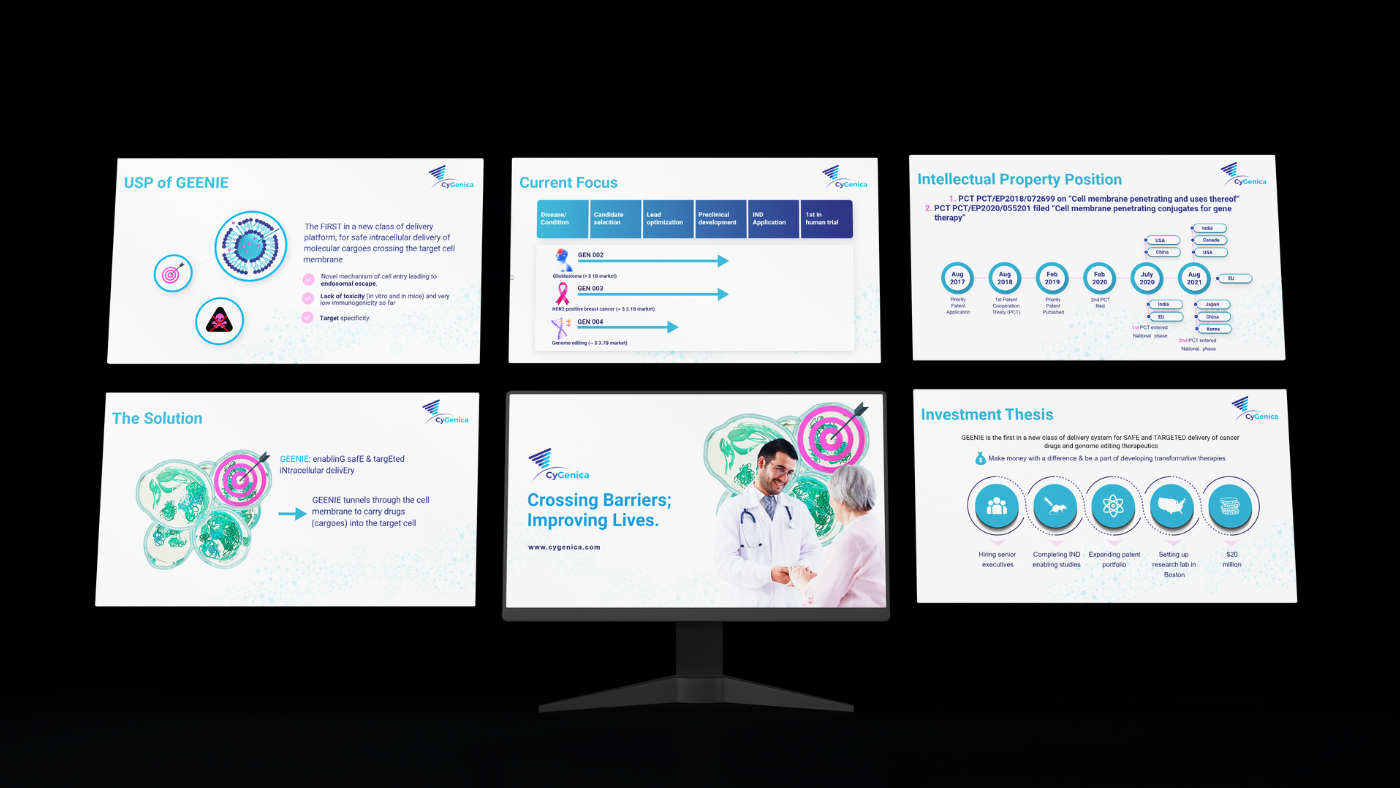 USP of GEENIE
CyGenica
The FIRST in a new class of delivery
platform, for safe intracellular delivery of
molecular cargoes crossing the target cell
membrane
Novel mechanism of cell entry leading to
endosomal escape.
Lack of toxicity (in vitro and in mice) and very
low immunogenicity so far
Target specificity.
Current Focus
CyGenica
Disease/
Condition
Candidate
selection
Lead
optimization
Preclinical
development
IND
Application
1st in
human trial
GEN 002
Glioblastoma (> $ 1B market)
GEN 003
HER2 positive breast cancer (~ $ 3.1B market)
GEN 004
Genome editing (~ $ 3.7B market)
Intellectual Property Position
CyGenica
1. PCT PCT/EP2018/072699 on "Cell membrane penetrating and uses thereof"
2. PCT PCT/EP2020/055201 filed "Cell membrane penetrating conjugates for gene
therapy"
USA
China
India
Canada
USA
Aug
2017
Aug
2018
Feb
2019
Feb
2020
July
2020
Aug
2021
EU
Priority
Patent
Application
1st Patent
Cooperation
Treaty (PCT)
Priority
Patent
Published
2nd PCT
filed
India
EU
1st PCT entered
National phase
Japan
China
Korea
2nd PCT entered
National phase
The Solution
CyGenica
GEENIE: enablinG safE & targEted
iNtracellular delivEry
GEENIE tunnels through the cell
membrane to carry drugs
(cargoes) into the target cell
CyGenica
Crossing Barriers;
Improving Lives.
www.cygenica.com
Investment Thesis
CyGenica
GEENIE is the first in a new class of delivery system for SAFE and TARGETED delivery of cancer
drugs and genome editing therapeutics
$
Make money with a difference & be a part of developing transformative therapies
Hiring senior
executives
Completing IND
enabling studies
Expanding patent
portfolio
Setting up
research lab in
Boston
$20
million